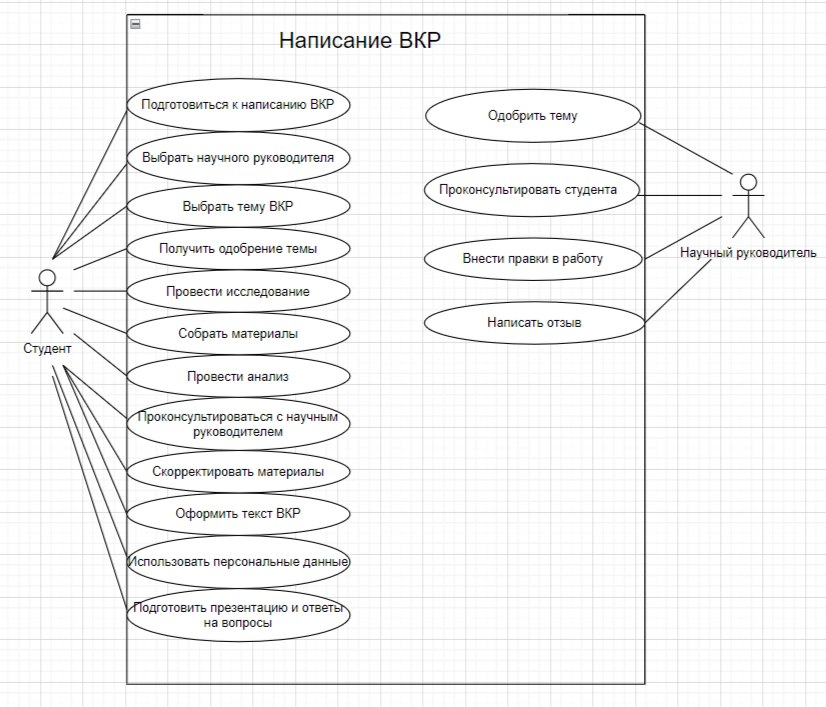 Написание ВКР
Подготовиться к написанию ВКР
Выбрать научного руководителя
Выбрать тему ВКР
Получить одобрение темы
Провести исследование
Собрать материалы
Провести анализ
Проконсультироваться с научным
руководителем
Скорректировать материалы
Оформить текст ВКР
Использовать персональные данные
Подготовить презентацию и ответы
на вопросы
Студент
Одобрить тему
Проконсультировать студента
Внести правки в работу
Написать отзыв
Научный руководитель